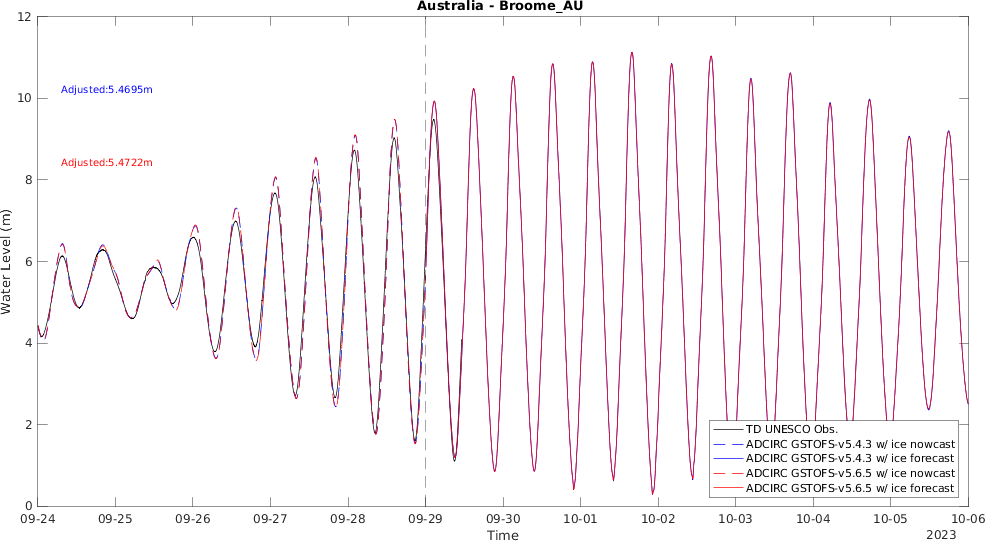 Australia - Broome_AU
12
10
8
6
4
2
0
Water Level (m)
Adjusted:5.4695m
Adjusted:5.4722m
TD UNESCO Obs.
ADCIRC GSTOFS-v5.4.3 w/ ice nowcast
ADCIRC GSTOFS-v5.4.3 w/ ice forecast
ADCIRC GSTOFS-v5.6.5 w/ ice nowcast
ADCIRC GSTOFS-v5.6.5 w/ ice forecast
09-24 09-25 09-26 09-27 09-28 09-29 09-30 10-01 10-02 10-03 10-04 10-05 10-06
Time
2023